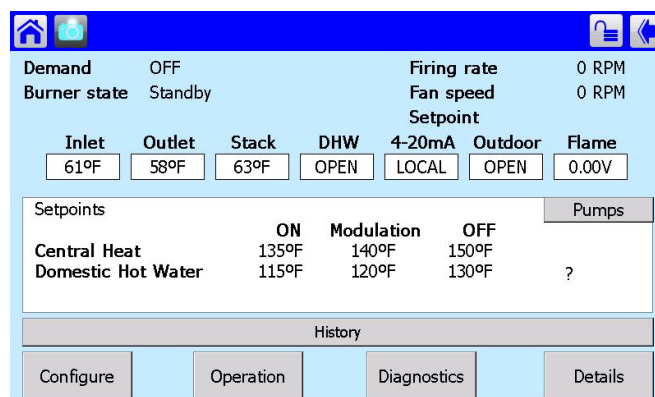 Demand OFF Firing rate 0 RPM
Burner state Standby Fan speed 0 RPM
Setpoint
Inlet Outlet Stack DHW 4-20mA Outdoor Flame
61ºF 58ºF 63ºF OPEN LOCAL OPEN 0.00V
Setpoints Pumps
ON Modulation OFF
Central Heat 135ºF 140ºF 150ºF
Domestic Hot Water 115ºF 120ºF 130ºF ?
History
Configure Operation Diagnostics Details